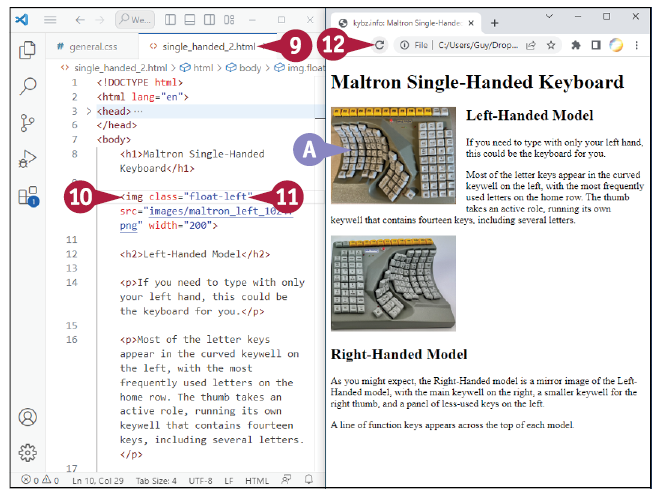 We...
general.css
single_handed_2.html
9
single_handed_2.html > html > body > img.float
1 <!DOCTYPE html>
2 <html lang="en">
3 > <head> ...
6 </head>
7 <body>
8 <h1>Maltron Single-Handed
Keyboard</h1>
10
<img class="float-left"
11
src="images/maltron_left_102
png" width="200">
11
12 <h2>Left-Handed Model</h2>
13
14 <p>If you need to type with only
your left hand, this could be
the keyboard for you.</p>
15
16 <p>Most of the letter keys
appear in the curved keywell on
the left, with the most
frequently used letters on the
home row. The thumb takes an
active role, running its own
keywell that contains fourteen
keys, including several letters.
</p>
17
1
0 0 Ln 10, Col 29 Tab Size: 4 UTF-8 LF HTML
kybz.info: Maltron Single-Hande
12
File C:/Users/Guy/Drop...
Maltron Single-Handed Keyboard
A
Left-Handed Model
If you need to type with only your left hand,
this could be the keyboard for you.
Most of the letter keys appear in the curved
keywell on the left, with the most frequently
used letters on the home row. The thumb
takes an active role, running its own
keywell that contains fourteen keys, including several letters.
Right-Handed Model
As you might expect, the Right-Handed model is a mirror image of the Left-
Handed model, with the main keywell on the right, a smaller keywell for the
right thumb, and a panel of less-used keys on the left.
A line of function keys appears across the top of each model.